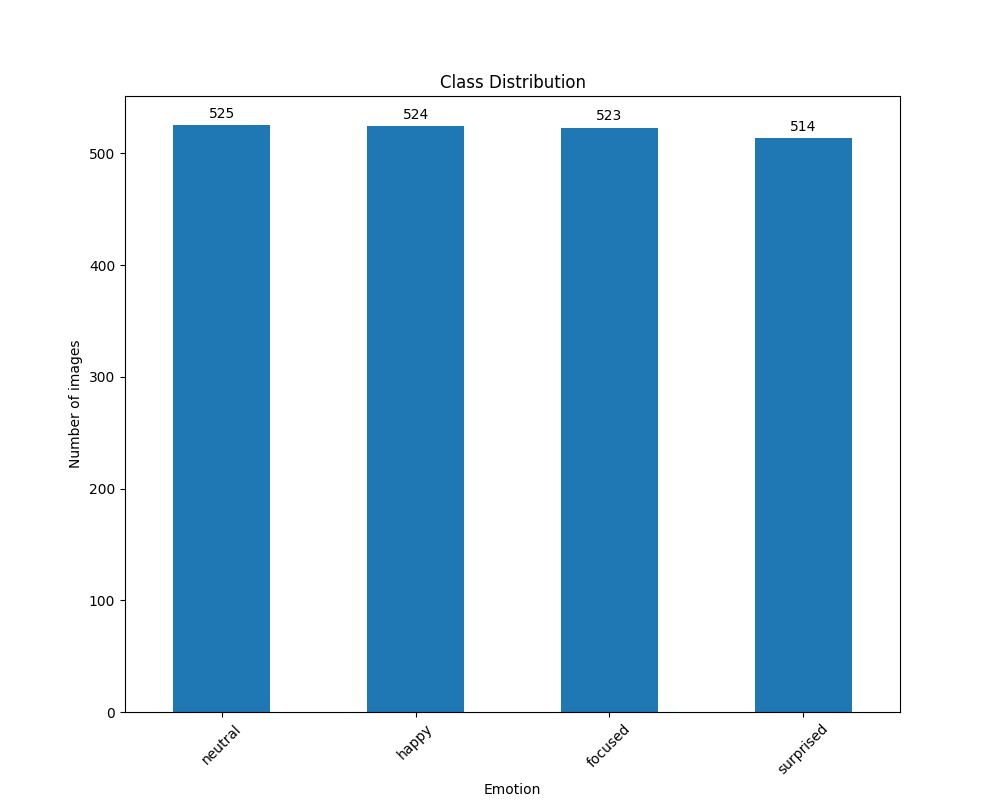 Class Distribution
525
524
523
514
500
400
300
200
100
0
Number of images
neutral
happy
focused
surprised
Emotion